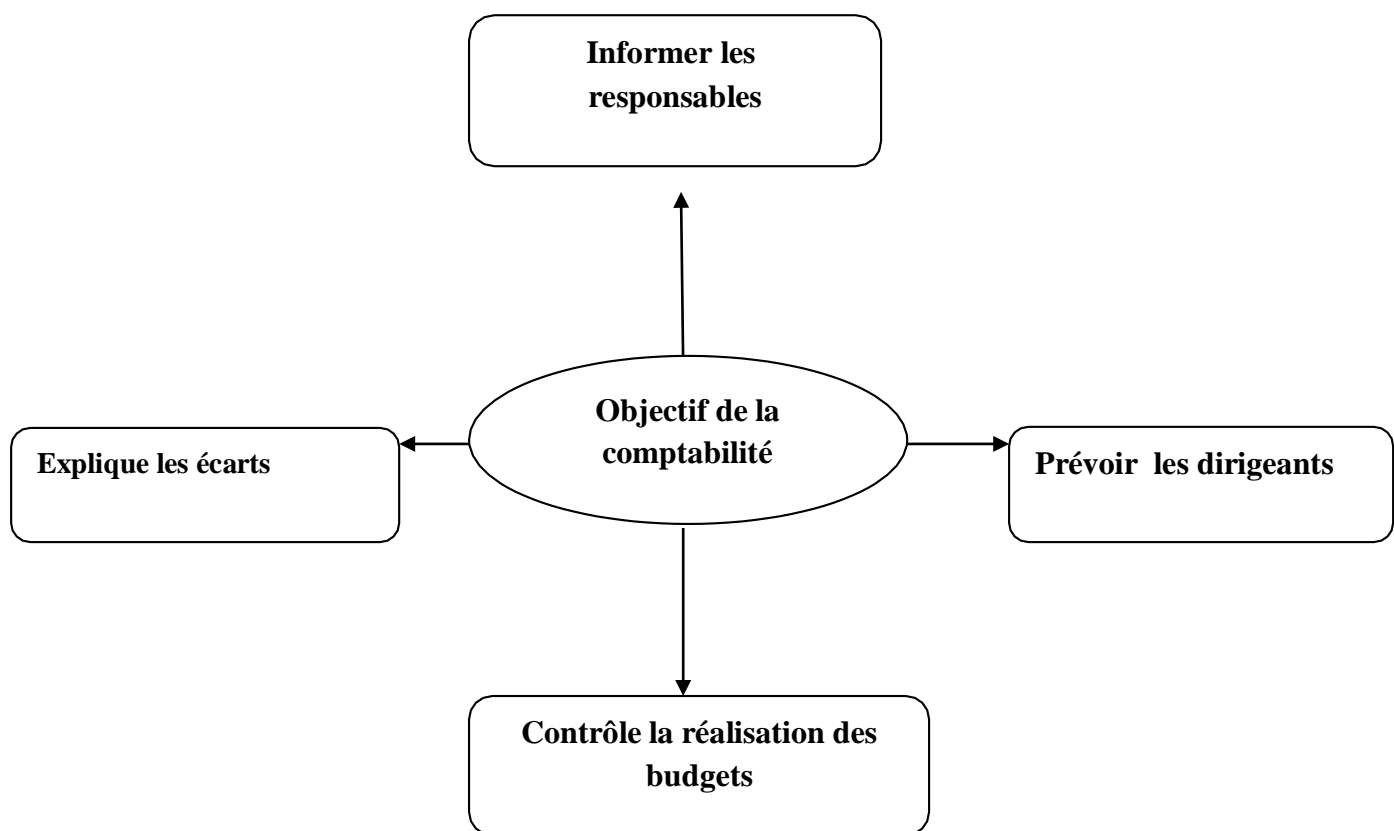 Informer les
responsables
Objectif de la
comptabilité
Explique les écarts
Prévoir  les dirigeants
Contrôle la réalisation des
budgets